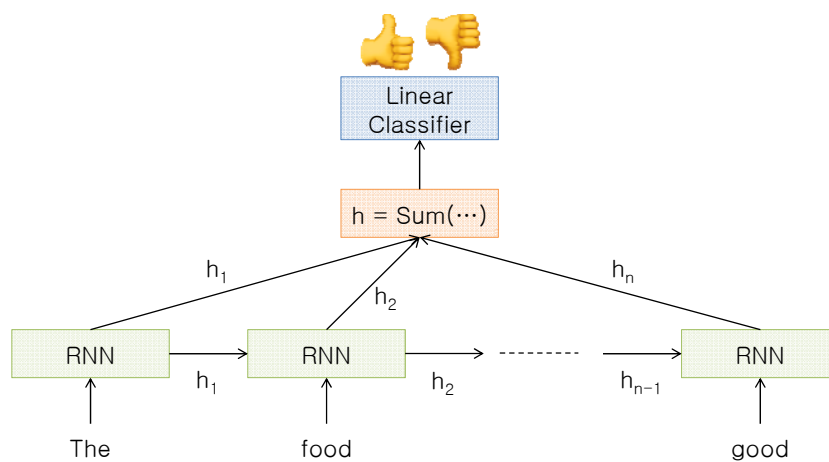 Linear
Classifier
h = Sum(⋯)
h₁
h₂
hₙ
RNN
RNN
RNN
h₁
h₂
hₙ₋₁
The
food
good